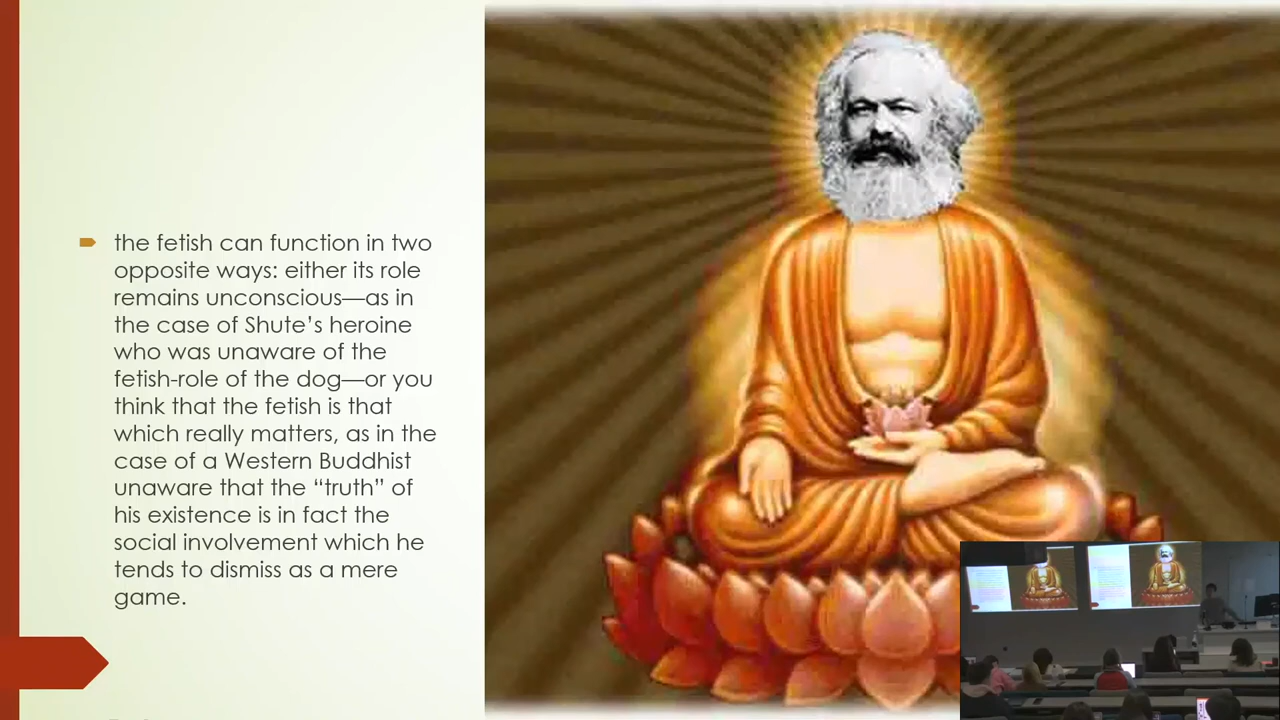 the fetish can function in two
opposite ways: either its role
remains unconscious—as in
the case of Shute’s heroine
who was unaware of the
fetish-role of the dog—or you
think that the fetish is that
which really matters, as in the
case of a Western Buddhist
unaware that the “truth” of
his existence is in fact the
social involvement which he
tends to dismiss as a mere
game.